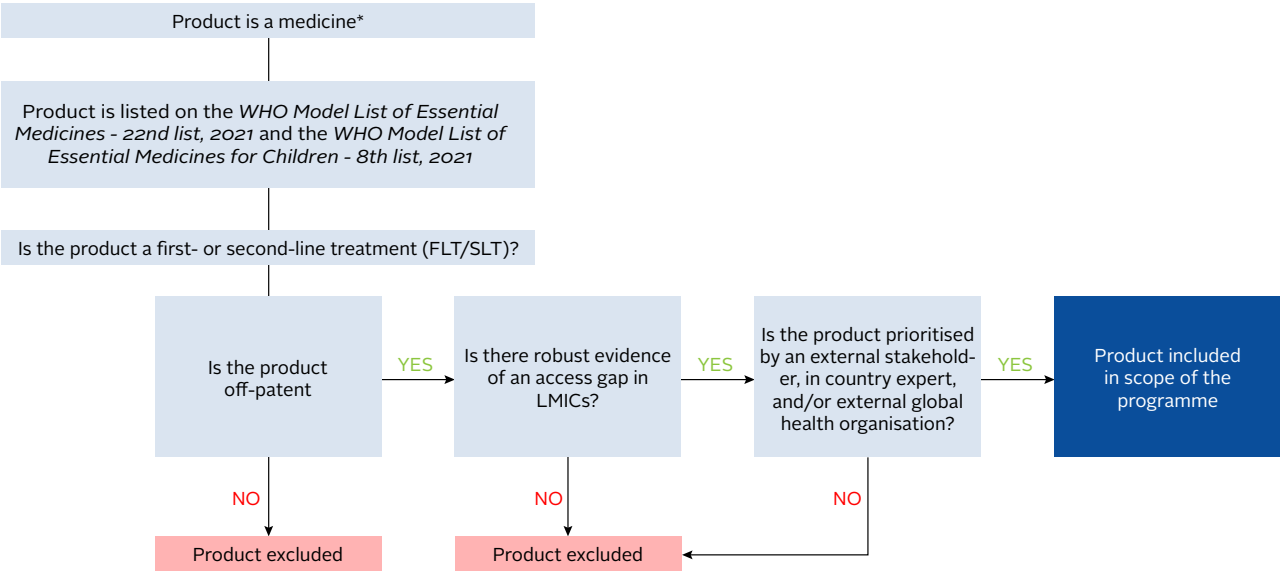 Product is a medicine*
Product is listed on the WHO Model List of Essential
Medicines - 22nd list, 2021 and the WHO Model List of
Essential Medicines for Children - 8th list, 2021
Is the product a first- or second-line treatment (FLT/SLT)?
Is the product
off-patent
YES
Is there robust evidence
of an access gap in
LMICs?
YES
Is the product prioritised
by an external stakehold-
er, in country expert,
and/or external global
health organisation?
YES
Product included
in scope of the
programme
NO
NO
NO
Product excluded
Product excluded